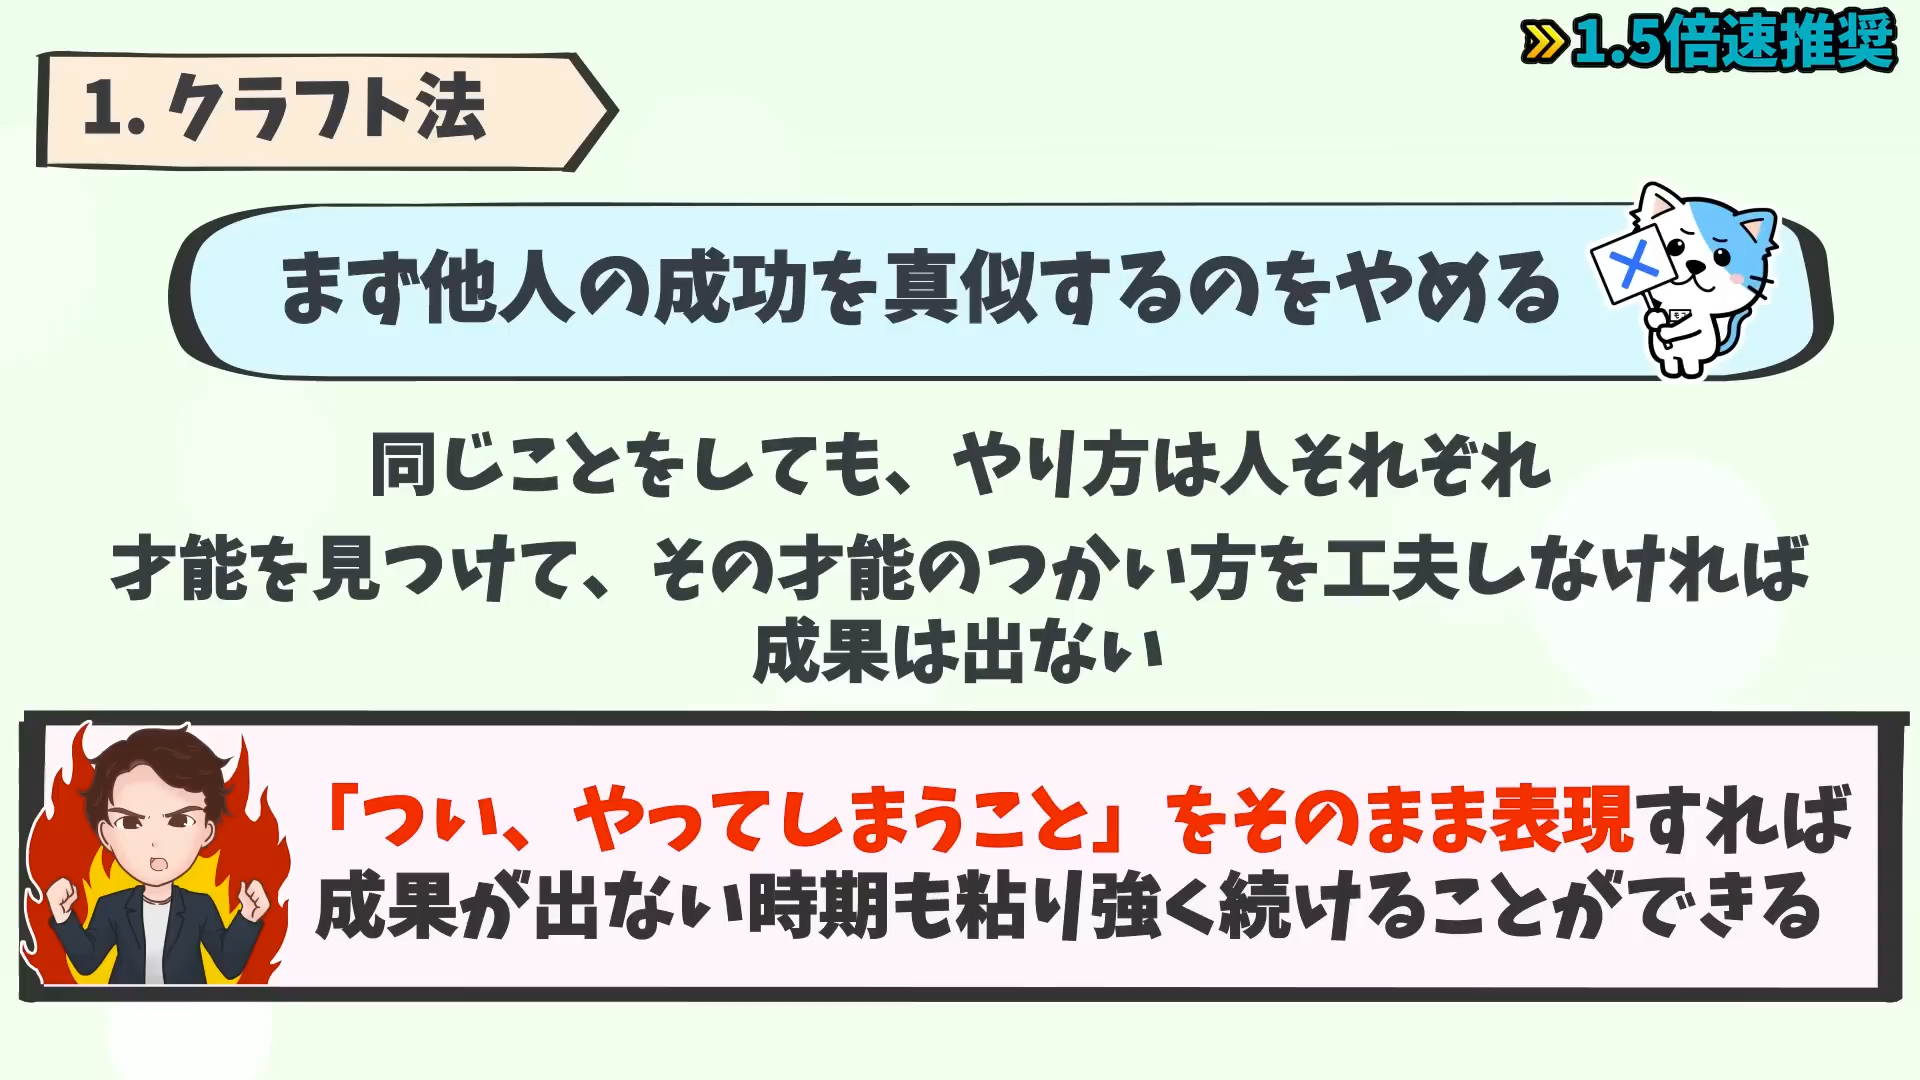 1.5倍速推奨
1. クラフト法
まず他人の成功を真似するのをやめる
同じことをしても、やり方は人それぞれ
才能を見つけて、その才能のつかい方を工夫しなければ
成果は出ない
「つい、やってしまうこと」をそのまま表現すれば
成果が出ない時期も粘り強く続けることができる